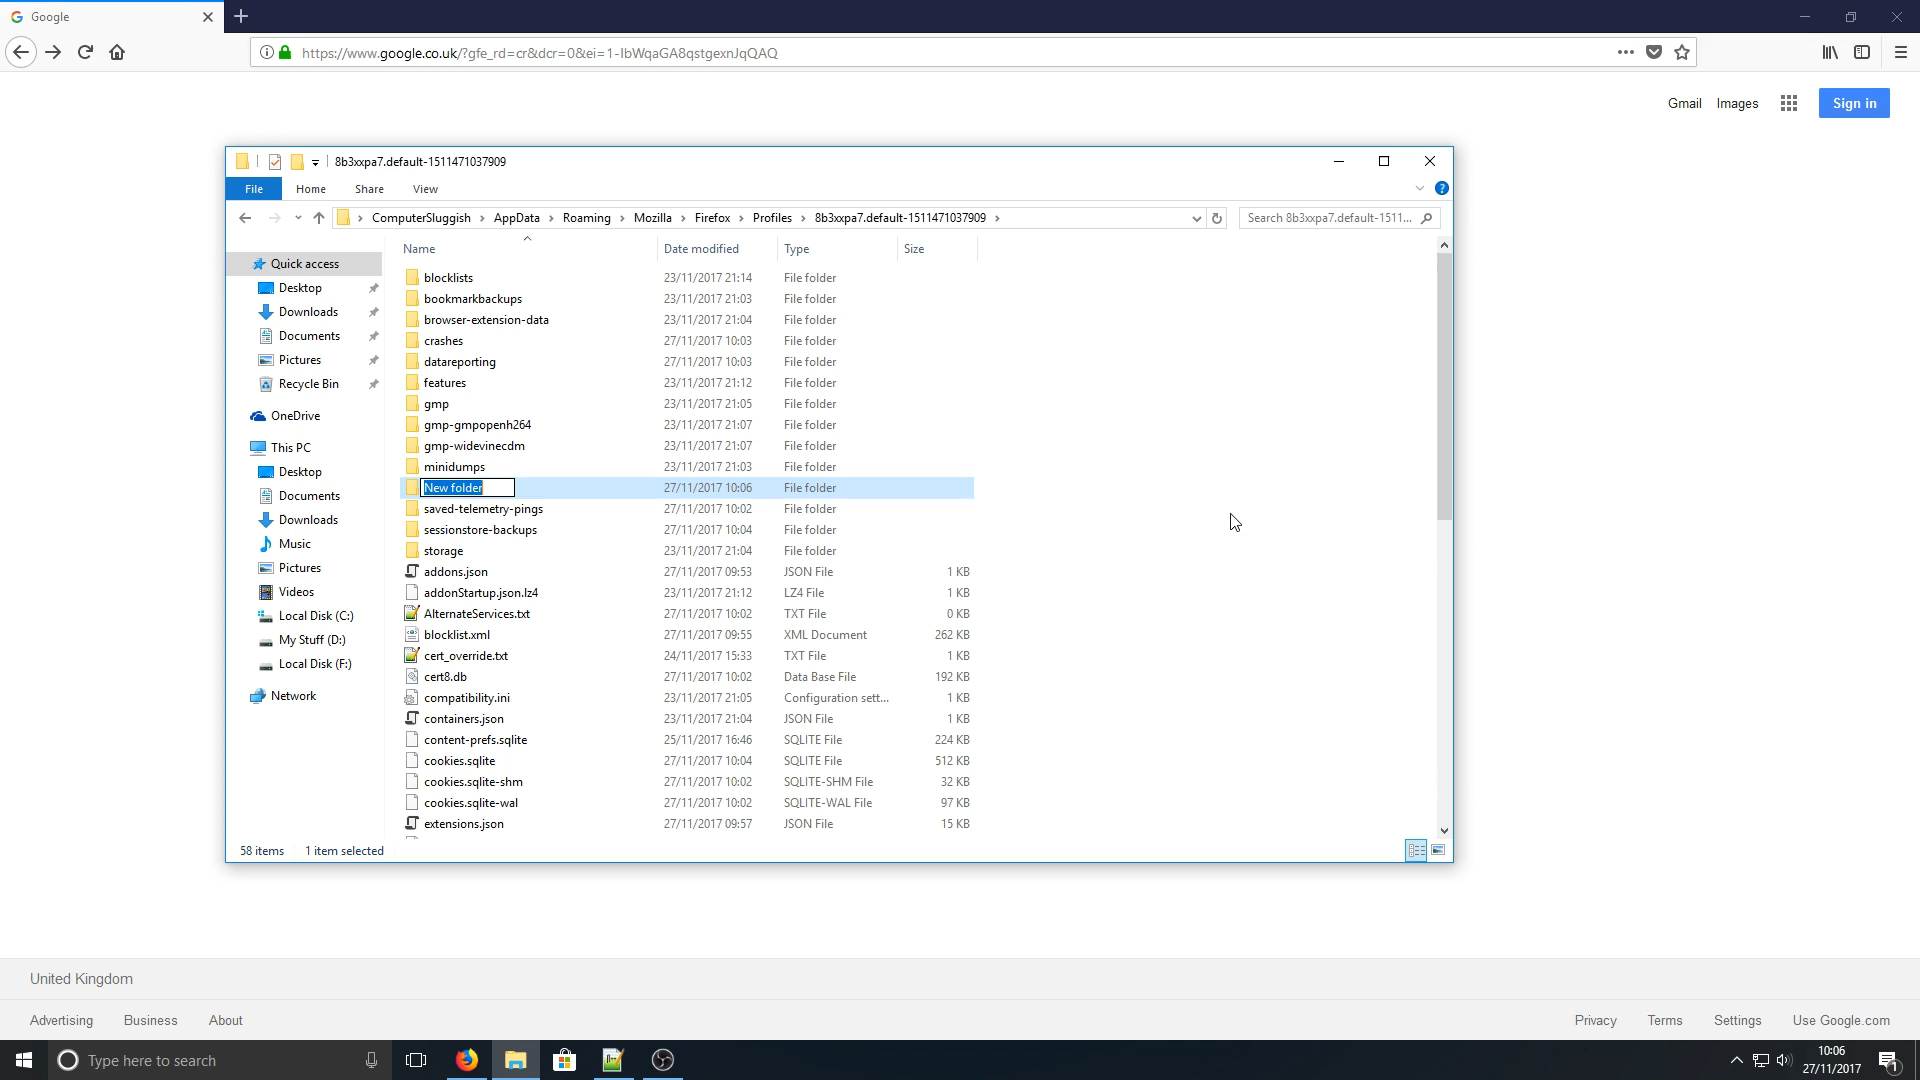 Google
https://www.google.co.uk/?gfe_rd=cr&dcr=0&ei=1-IbWqaGA8qstgexnJqQAQ
Gmail Images Sign in
8b3xxpa7.default-1511471037909
File Home Share View
ComputerSluggish AppData Roaming Mozilla Firefox Profiles 8b3xxpa7.default-1511471037909 Search 8b3xxpa7.default-1511...
Name Date modified Type Size
Quick access
Desktop
Downloads
Documents
Pictures
Recycle Bin
OneDrive
This PC
Desktop
Documents
Downloads
Music
Pictures
Videos
Local Disk (C:)
My Stuff (D:)
Local Disk (F:)
Network
blocklists 23/11/2017 21:14 File folder
bookmarkbackups 23/11/2017 21:03 File folder
browser-extension-data 23/11/2017 21:04 File folder
crashes 27/11/2017 10:03 File folder
datareporting 27/11/2017 10:03 File folder
features 23/11/2017 21:12 File folder
gmp 23/11/2017 21:05 File folder
gmp-gmpopenh264 23/11/2017 21:07 File folder
gmp-widevinecdm 23/11/2017 21:07 File folder
minidumps 23/11/2017 21:03 File folder
New folder 27/11/2017 10:06 File folder
saved-telemetry-pings 27/11/2017 10:02 File folder
sessionstore-backups 27/11/2017 10:04 File folder
storage 23/11/2017 21:04 File folder
addons.json 27/11/2017 09:53 JSON File 1 KB
addonStartup.json.lz4 23/11/2017 21:12 LZ4 File 1 KB
AlternateServices.txt 27/11/2017 10:02 TXT File 0 KB
blocklist.xml 27/11/2017 09:55 XML Document 262 KB
cert_override.txt 24/11/2017 15:33 TXT File 1 KB
cert8.db 27/11/2017 10:02 Data Base File 192 KB
compatibility.ini 23/11/2017 21:05 Configuration sett... 1 KB
containers.json 23/11/2017 21:04 JSON File 1 KB
content-prefs.sqlite 25/11/2017 16:46 SQLITE File 224 KB
cookies.sqlite 27/11/2017 10:04 SQLITE File 512 KB
cookies.sqlite-shm 27/11/2017 10:02 SQLITE-SHM File 32 KB
cookies.sqlite-wal 27/11/2017 10:02 SQLITE-WAL File 97 KB
extensions.json 27/11/2017 09:57 JSON File 15 KB
58 items 1 item selected
United Kingdom
Advertising Business About Privacy Terms Settings Use Google.com
Type here to search
10:06
27/11/2017
1